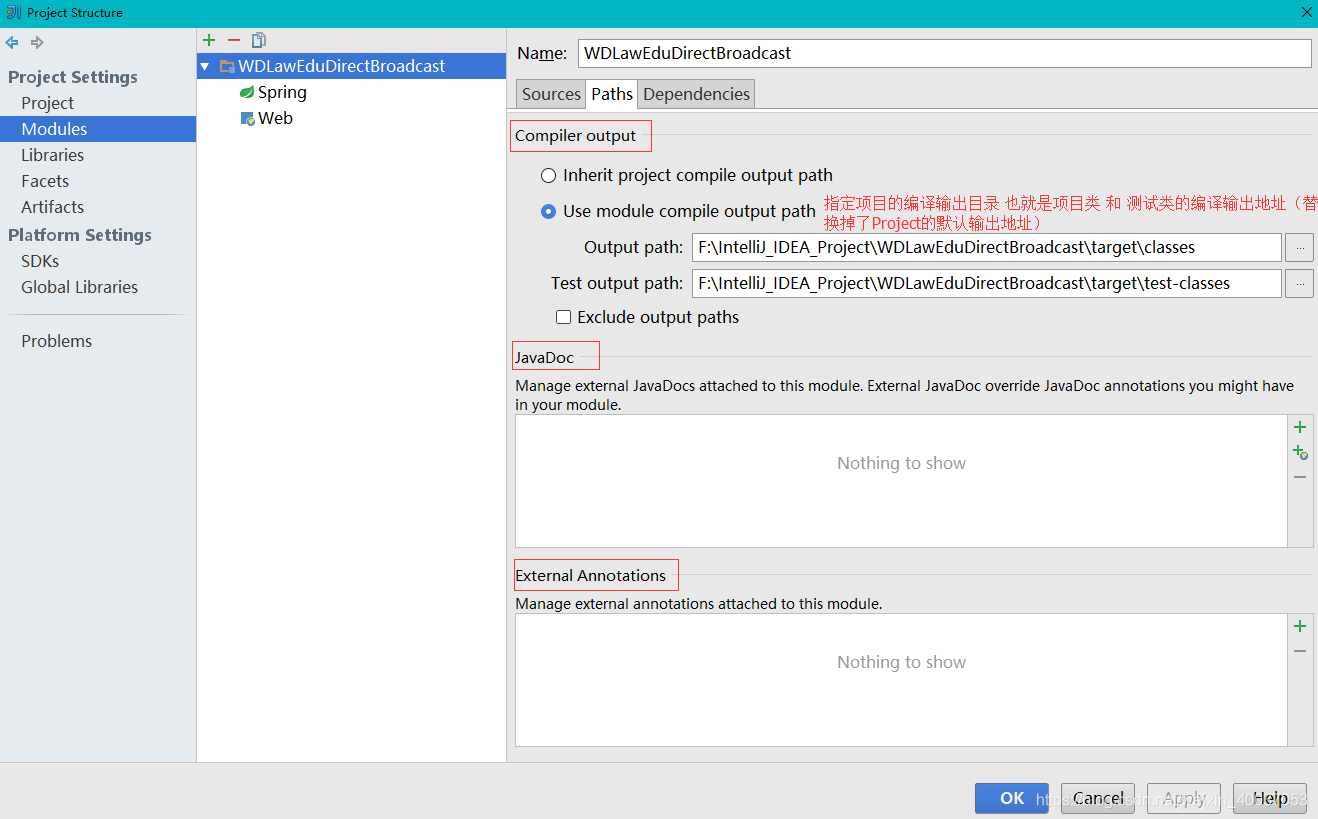 Project Structure
Project Settings
Project
Modules
Libraries
Facets
Artifacts
Platform Settings
SDKs
Global Libraries
Problems
WDLawEduDirectBroadcast
Spring
Web
Name: WDLawEduDirectBroadcast
Sources Paths Dependencies
Compiler output
Inherit project compile output path
Use module compile output path
指定项目的编译输出目录 也就是项目类 和 测试类的编译输出地址（替
换掉了Project的默认输出地址）
Output path: F:\IntelliJ_IDEA_Project\WDLawEduDirectBroadcast\target\classes ...
Test output path: F:\IntelliJ_IDEA_Project\WDLawEduDirectBroadcast\target\test-classes ...
Exclude output paths
JavaDoc
Manage external JavaDocs attached to this module. External JavaDoc override JavaDoc annotations you might have
in your module.
Nothing to show
External Annotations
Manage external annotations attached to this module.
Nothing to show
OK Cancel Apply Help